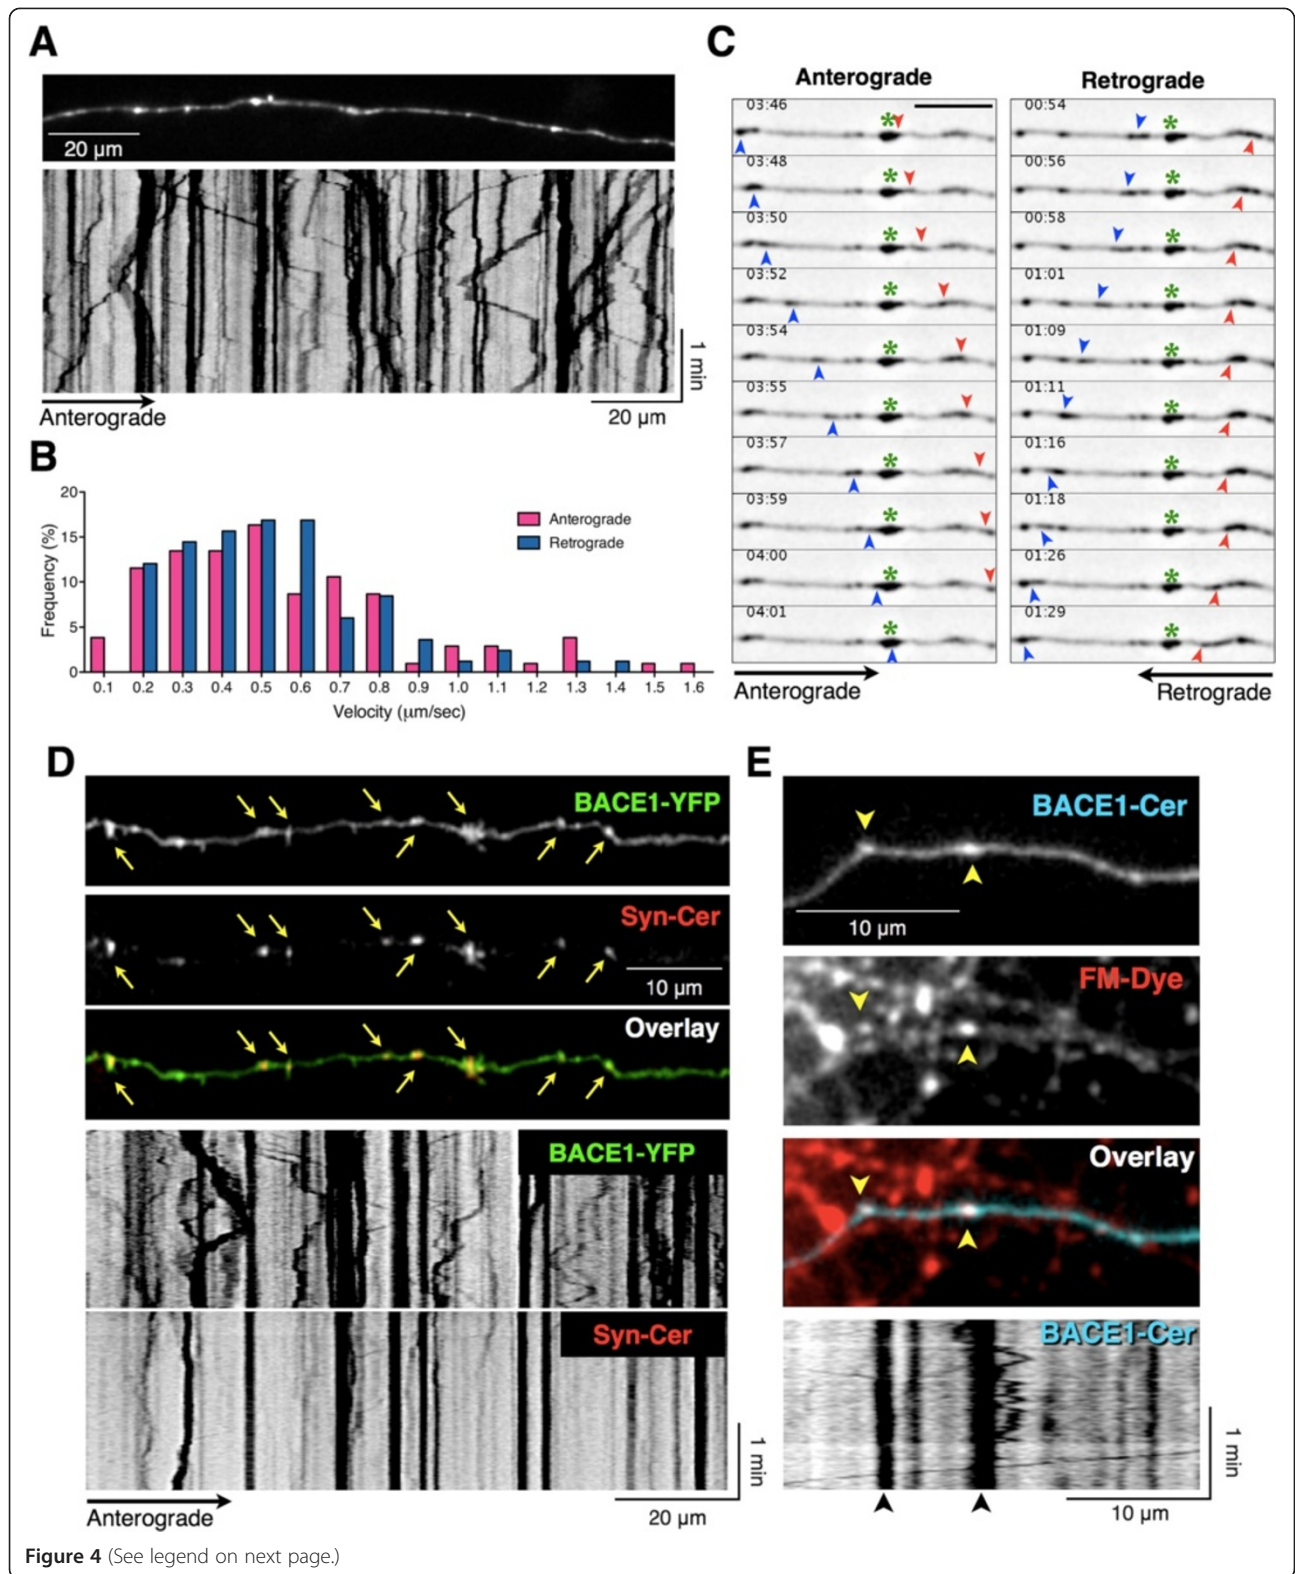 A
20 µm
Anterograde
20 µm
1 min
B
20
15
10
5
0
Frequency (%)
Anterograde
Retrograde
0.1 0.2 0.3 0.4 0.5 0.6 0.7 0.8 0.9 1.0 1.1 1.2 1.3 1.4 1.5 1.6
Velocity (µm/sec)
C
Anterograde
03:46
*
03:48
*
03:50
*
03:52
*
03:54
*
03:55
*
03:57
*
03:59
*
04:00
*
04:01
*
Anterograde
Retrograde
00:54
*
00:56
*
00:58
*
01:01
*
01:09
*
01:11
*
01:16
*
01:18
*
01:26
*
01:29
*
Retrograde
D
BACE1-YFP
Syn-Cer
10 µm
Overlay
BACE1-YFP
Syn-Cer
1 min
Anterograde
20 µm
E
BACE1-Cer
10 µm
FM-Dye
Overlay
BACE1-Cer
1 min
10 µm
Figure 4 (See legend on next page.)